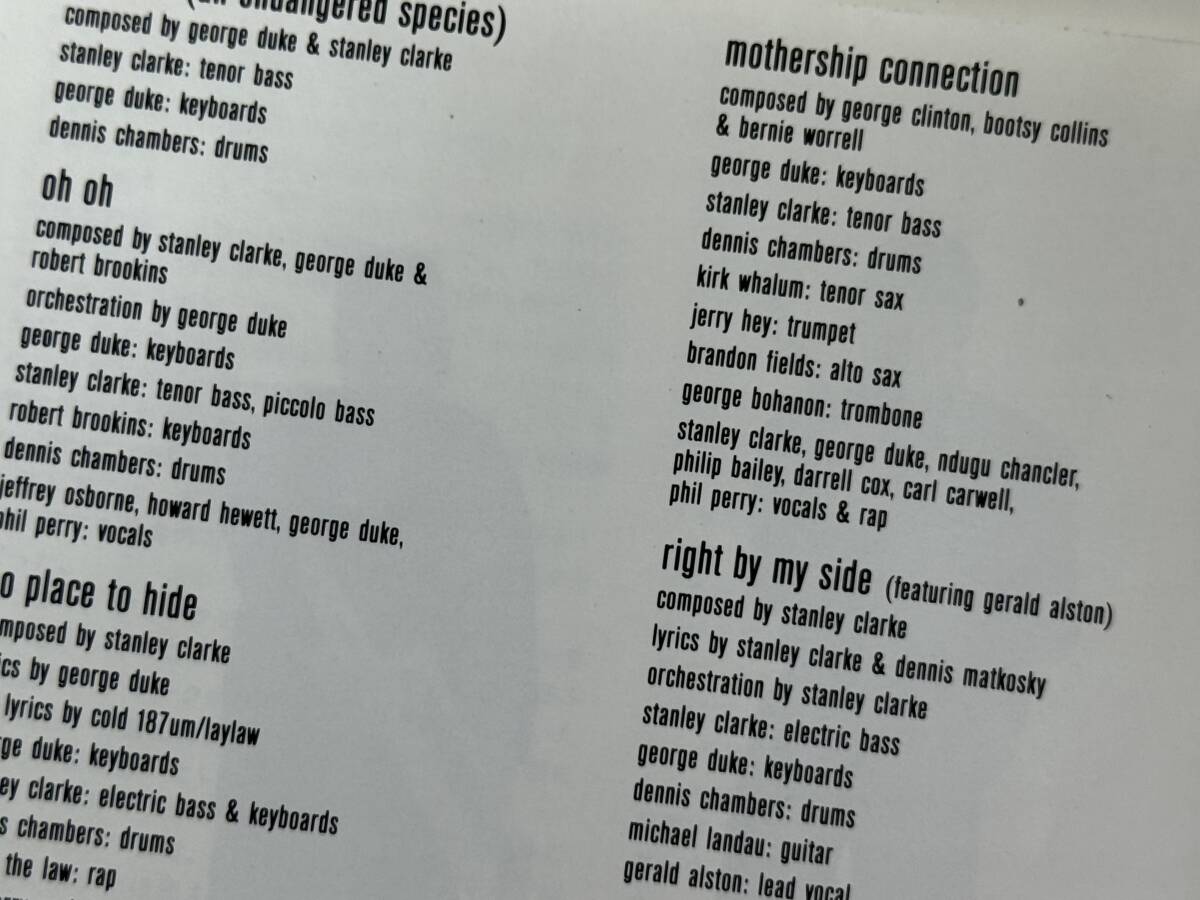 endangered species)
composed by george duke & stanley clarke
stanley clarke: tenor bass
george duke: keyboards
dennis chambers: drums
oh oh
composed by stanley clarke, george duke &
robert brookins
orchestration by george duke
george duke: keyboards
stanley clarke: tenor bass, piccolo bass
robert brookins: keyboards
dennis chambers: drums
jeffrey osborne, howard hewett, george duke,
phil perry: vocals
o place to hide
mposed by stanley clarke
ics by george duke
lyrics by cold 187um/laylaw
ge duke: keyboards
ey clarke: electric bass & keyboards
s chambers: drums
the law: rap
mothership connection
composed by george clinton, bootsy collins
& bernie worrell
george duke: keyboards
stanley clarke: tenor bass
dennis chambers: drums
kirk whalum: tenor sax
jerry hey: trumpet
brandon fields: alto sax
george bohanon: trombone
stanley clarke, george duke, ndugu chancler,
philip bailey, darrell cox, carl carwell,
phil perry: vocals & rap
right by my side (featuring gerald alston)
composed by stanley clarke
lyrics by stanley clarke & dennis matkosky
orchestration by stanley clarke
stanley clarke: electric bass
george duke: keyboards
dennis chambers: drums
michael landau: guitar
gerald alston: lead vocal